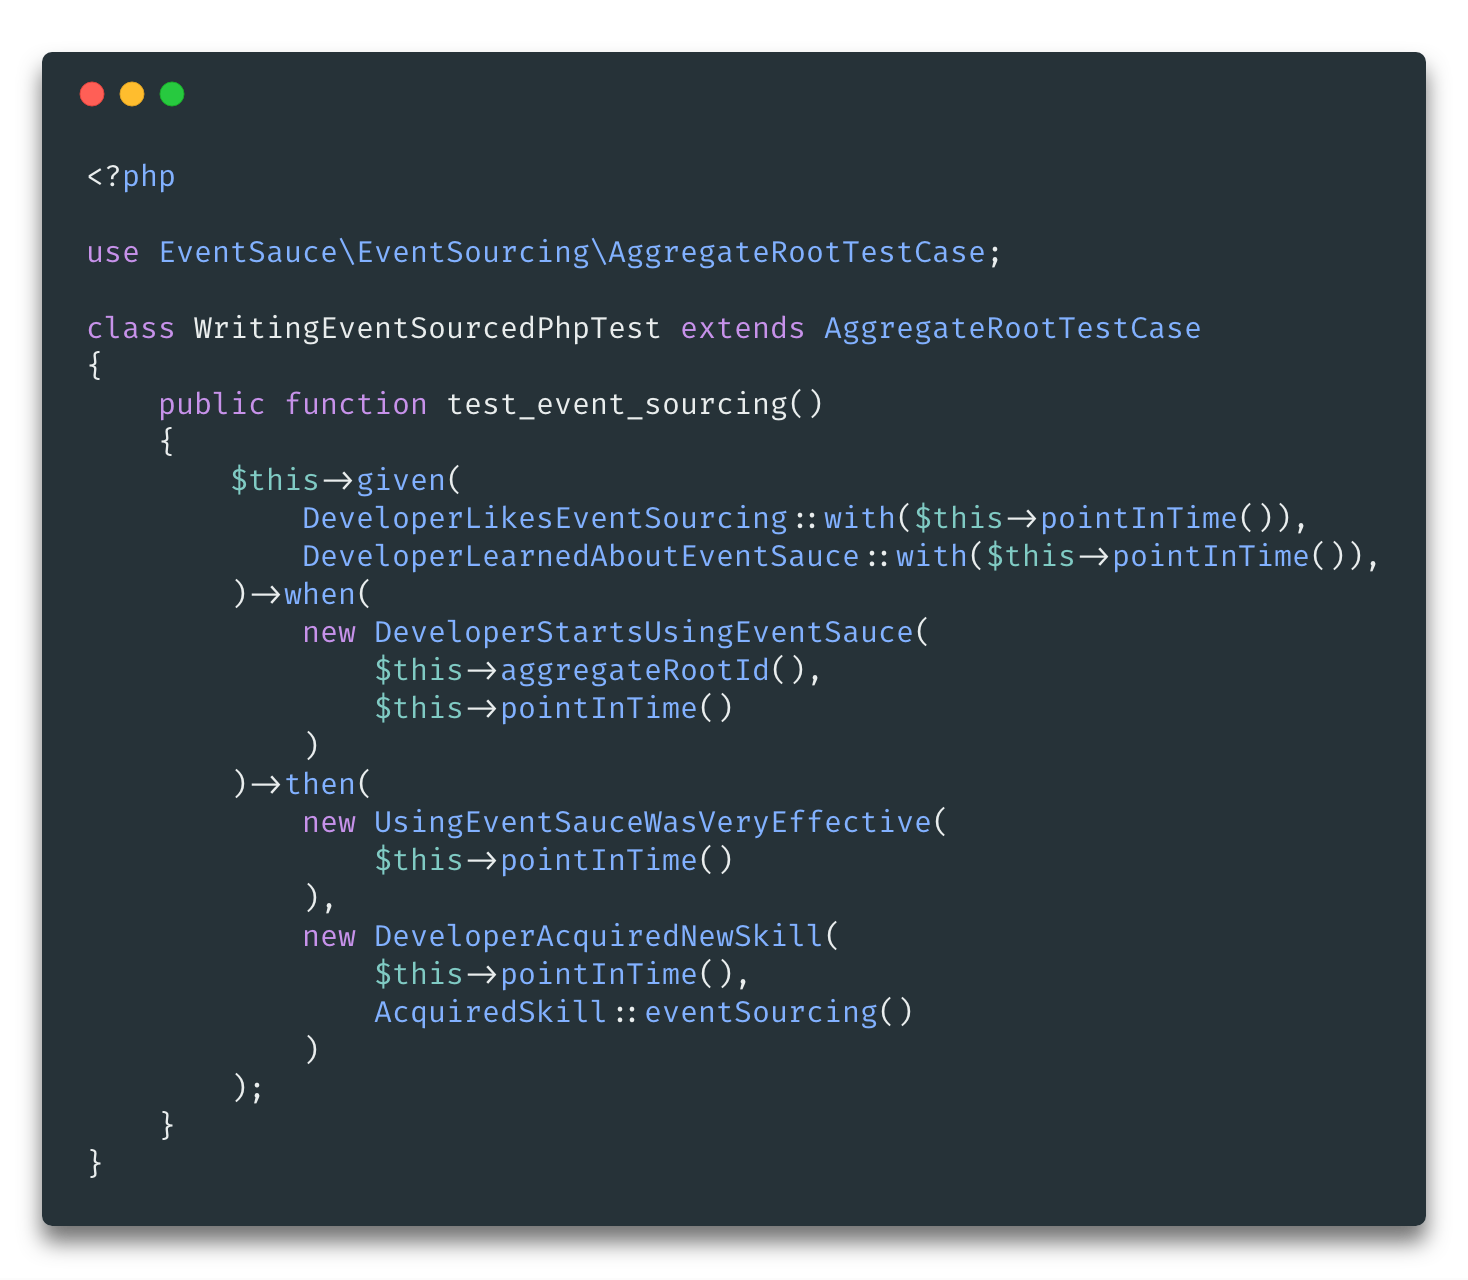 <?php

use EventSauce\EventSourcing\AggregateRootTestCase;

class WritingEventSourcedPhpTest extends AggregateRootTestCase
{
    public function test_event_sourcing()
    {
        $this->given(
            DeveloperLikesEventSourcing::with($this->pointInTime()),
            DeveloperLearnedAboutEventSauce::with($this->pointInTime()),
        )->when(
            new DeveloperStartsUsingEventSauce(
                $this->aggregateRootId(),
                $this->pointInTime()
            )
        )->then(
            new UsingEventSauceWasVeryEffective(
                $this->pointInTime()
            ),
            new DeveloperAcquiredNewSkill(
                $this->pointInTime(),
                AcquiredSkill::eventSourcing()
            )
        );
    }
}